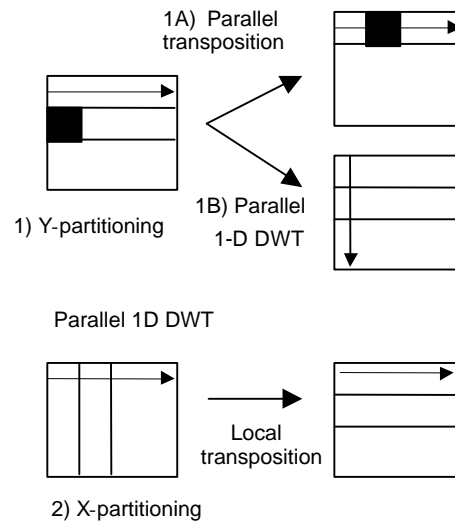 1A) Parallel
transposition
1) Y-partitioning
1B) Parallel
1-D DWT
Parallel 1D DWT
Local
transposition
2) X-partitioning